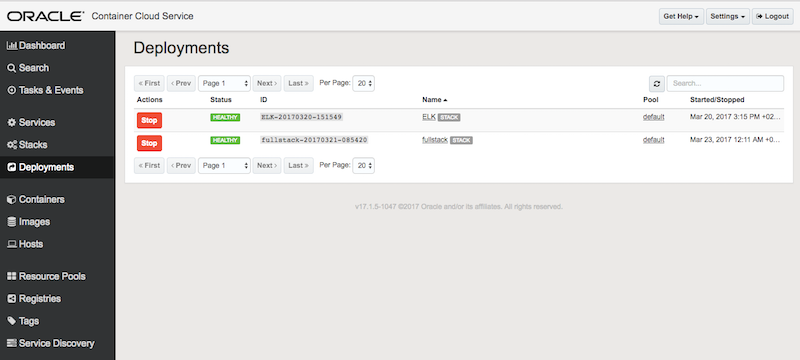 ORACLE Container Cloud Service Get Help Settings Logout
Dashboard
Search
Tasks & Events
Services
Stacks
Deployments
Containers
Images
Hosts
Resource Pools
Registries
Tags
Service Discovery
Deployments
« First ‹ Prev Page 1 Next › Last » Per Page: 20 Search...
Actions Status ID Name Pool Started/Stopped
Stop HEALTHY ELK-20170320-151549 ELK STACK default Mar 20, 2017 3:15 PM +02...
Stop HEALTHY fullstack-20170321-085420 fullstack STACK default Mar 23, 2017 12:11 AM +0...
« First ‹ Prev Page 1 Next › Last » Per Page: 20
v17.1.5-1047 ©2017 Oracle and/or its affiliates. All rights reserved.